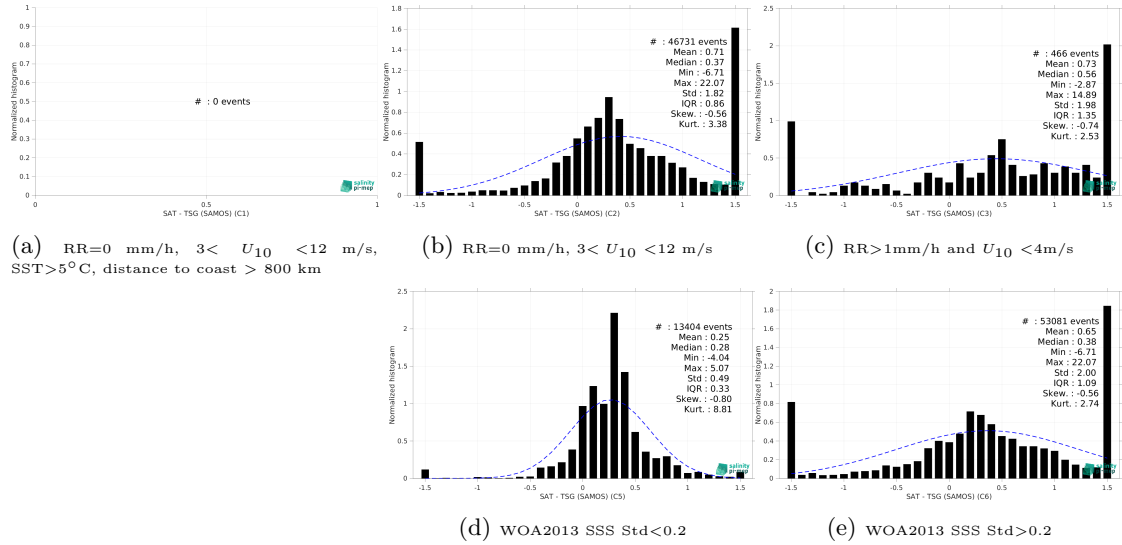 1
0.9
0.8
0.7
0.6
0.5
0.4
0.3
0.2
0.1
0
Normalized histogram
# : 0 events
0
0.5
1
SAT - TSG (SAMOS) (C1)
salinity
pi-mep
(a) RR=0 mm/h, 3< U10 <12 m/s,
SST>5°C, distance to coast > 800 km
1.8
1.6
1.4
1.2
1
0.8
0.6
0.4
0.2
0
Normalized histogram
# : 46731 events
Mean : 0.71
Median : 0.37
Min : -6.71
Max : 22.07
Std : 1.82
IQR : 0.86
Skew. : -0.56
Kurt. : 3.38
-1.5
-1
-0.5
0
0.5
1
1.5
SAT - TSG (SAMOS) (C2)
salinity
pi-mep
(b) RR=0 mm/h, 3< U10 <12 m/s
2.5
2
1.5
1
0.5
0
Normalized histogram
# : 466 events
Mean : 0.73
Median : 0.56
Min : -2.87
Max : 14.89
Std : 1.98
IQR : 1.35
Skew. : -0.74
Kurt. : 2.53
-1.5
-1
-0.5
0
0.5
1
1.5
SAT - TSG (SAMOS) (C3)
salinity
pi-mep
(c) RR>1mm/h and U10 <4m/s
2.5
2
1.5
1
0.5
0
Normalized histogram
# : 13404 events
Mean : 0.25
Median : 0.28
Min : -4.04
Max : 5.07
Std : 0.49
IQR : 0.33
Skew. : -0.80
Kurt. : 8.81
-1.5
-1
-0.5
0
0.5
1
1.5
SAT - TSG (SAMOS) (C5)
salinity
pi-mep
(d) WOA2013 SSS Std<0.2
2
1.8
1.6
1.4
1.2
1
0.8
0.6
0.4
0.2
0
Normalized histogram
# : 53081 events
Mean : 0.65
Median : 0.38
Min : -6.71
Max : 22.07
Std : 2.00
IQR : 1.09
Skew. : -0.56
Kurt. : 2.74
-1.5
-1
-0.5
0
0.5
1
1.5
SAT - TSG (SAMOS) (C6)
salinity
pi-mep
(e) WOA2013 SSS Std>0.2